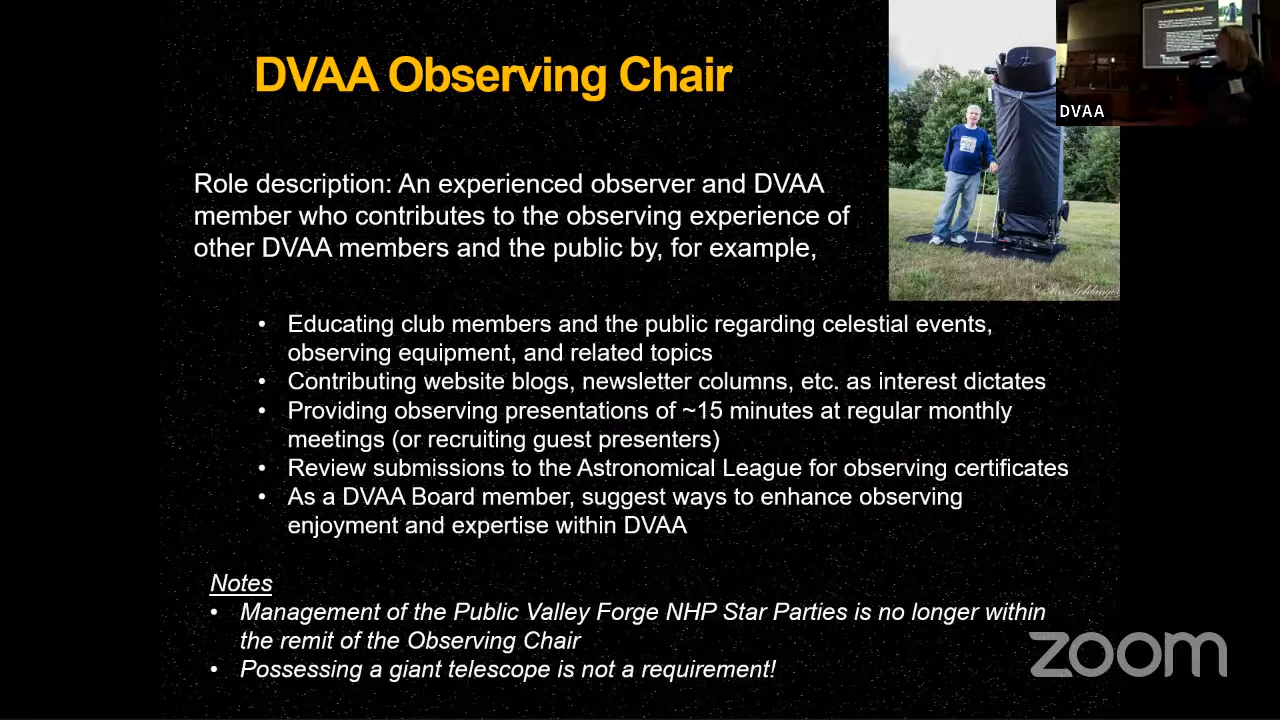 DVAA Observing Chair
DVAA
Role description: An experienced observer and DVAA
member who contributes to the observing experience of
other DVAA members and the public by, for example,
• Educating club members and the public regarding celestial events,
observing equipment, and related topics
• Contributing website blogs, newsletter columns, etc. as interest dictates
• Providing observing presentations of ~15 minutes at regular monthly
meetings (or recruiting guest presenters)
• Review submissions to the Astronomical League for observing certificates
• As a DVAA Board member, suggest ways to enhance observing
enjoyment and expertise within DVAA
Notes
• Management of the Public Valley Forge NHP Star Parties is no longer within
the remit of the Observing Chair
• Possessing a giant telescope is not a requirement!
zoom